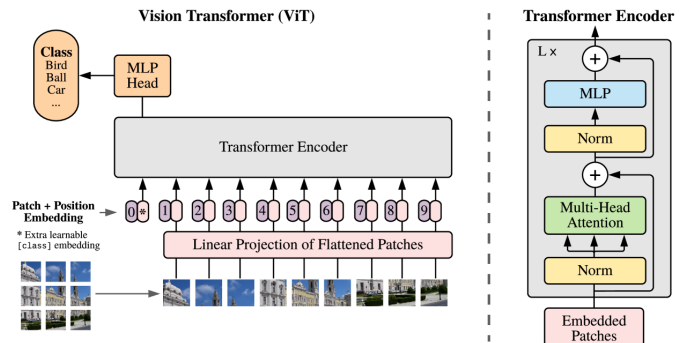 Vision Transformer (ViT)
Class
Bird
Ball
Car
...
MLP
Head
Transformer Encoder
Patch + Position
Embedding
0 * 1 2 3 4 5 6 7 8 9
* Extra learnable
[class] embedding
Linear Projection of Flattened Patches
Transformer Encoder
L x
+
MLP
Norm
+
Multi-Head
Attention
Norm
Embedded
Patches